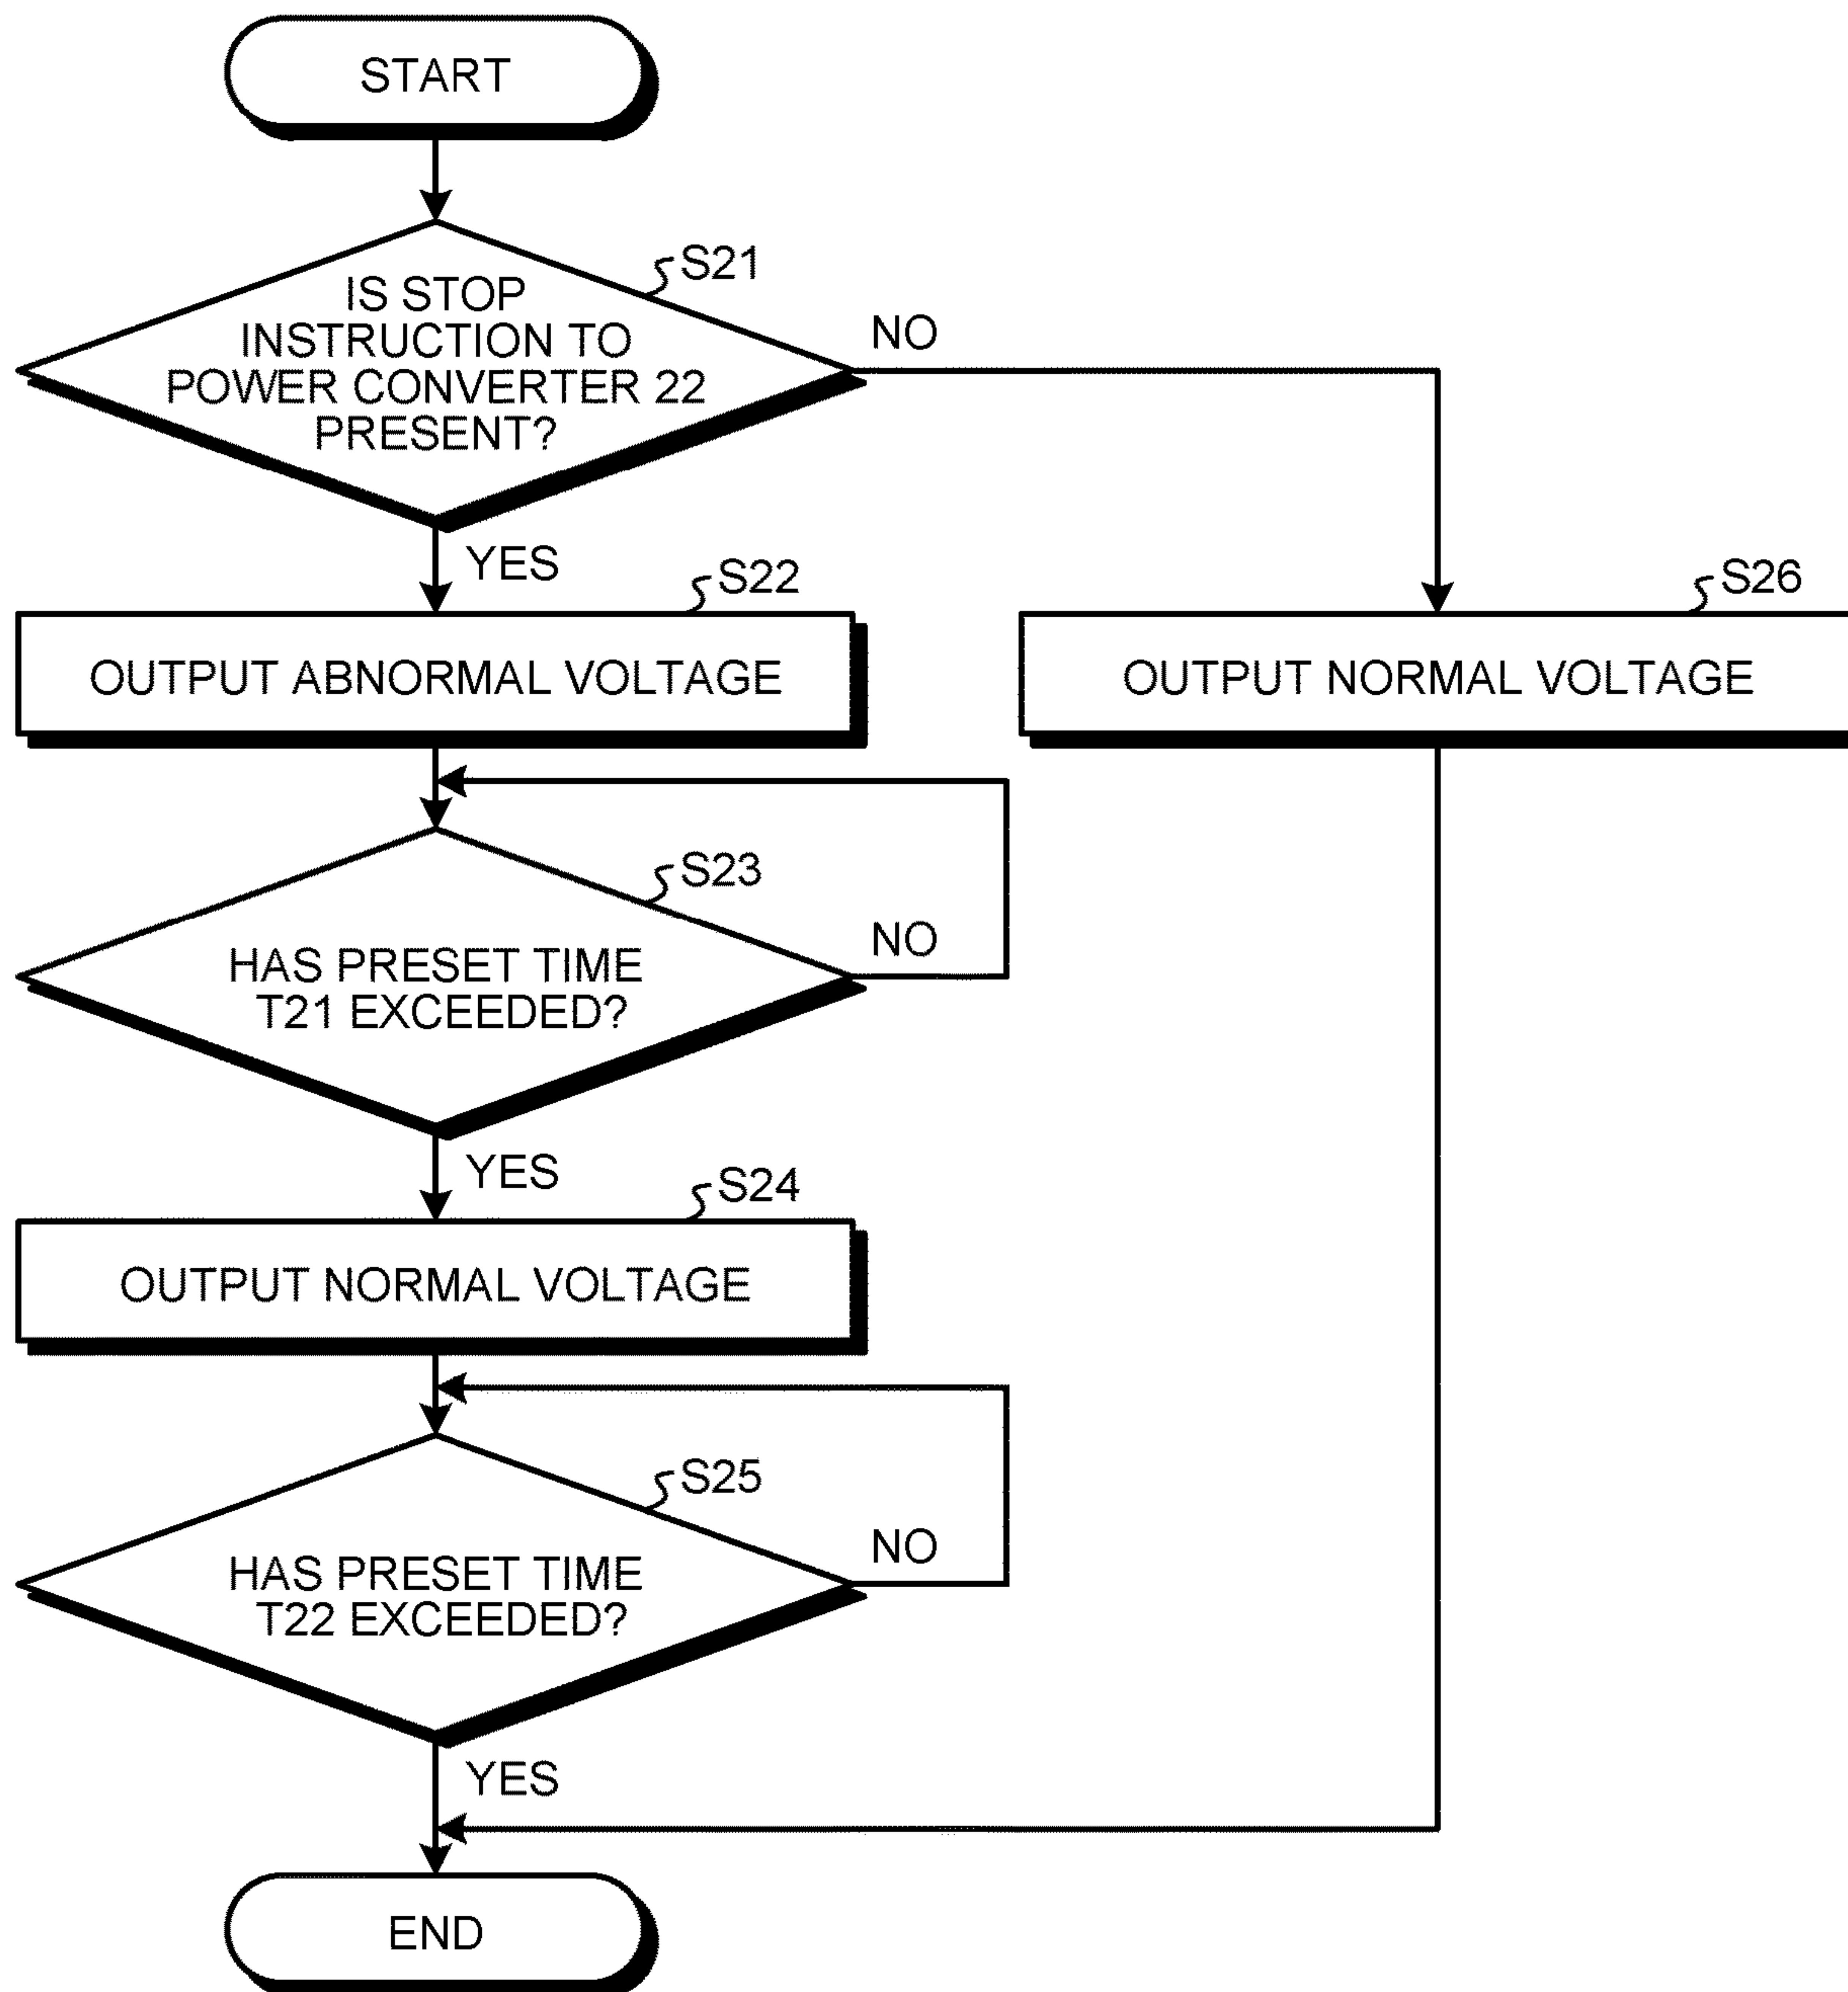 START
S21
IS STOP
INSTRUCTION TO
POWER CONVERTER 22
PRESENT?
NO
YES
S22
OUTPUT ABNORMAL VOLTAGE
S26
OUTPUT NORMAL VOLTAGE
S23
HAS PRESET TIME
T21 EXCEEDED?
NO
YES
S24
OUTPUT NORMAL VOLTAGE
S25
HAS PRESET TIME
T22 EXCEEDED?
NO
YES
END